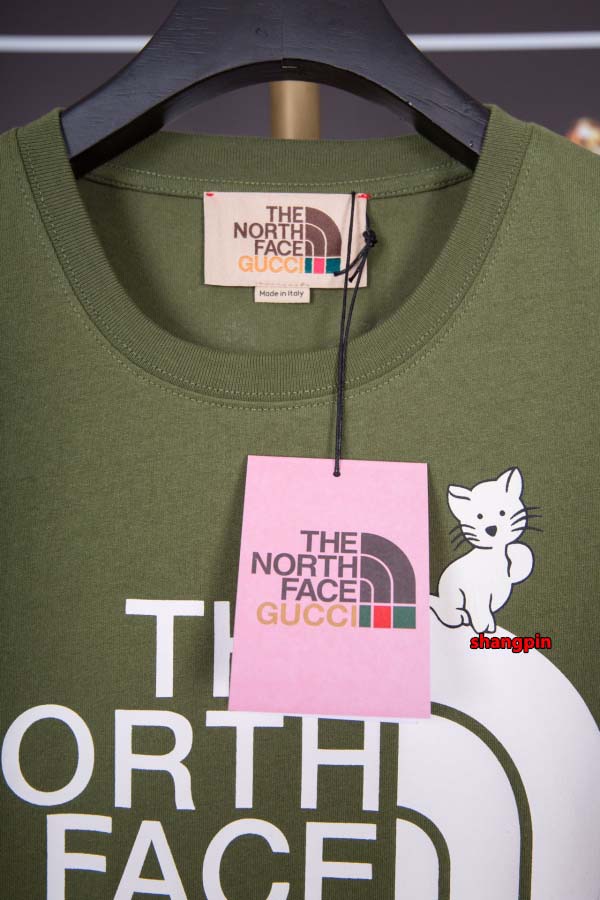 THE
NORTH
FACE
GUCCI
Made in Italy
THE
NORTH
FACE
GUCCI
shangpin
TH
ORTH
FACE